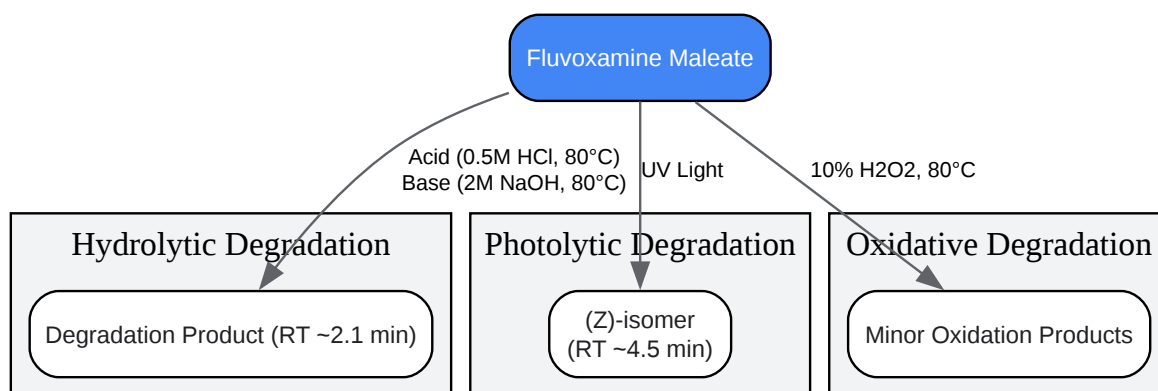 Fluvoxamine Maleate
Acid (0.5M HCl, 80°C)
Base (2M NaOH, 80°C)
UV Light
10% H2O2, 80°C
Hydrolytic Degradation
Photolytic Degradation
Oxidative Degradation
Degradation Product (RT ~2.1 min)
(Z)-isomer
(RT ~4.5 min)
Minor Oxidation Products